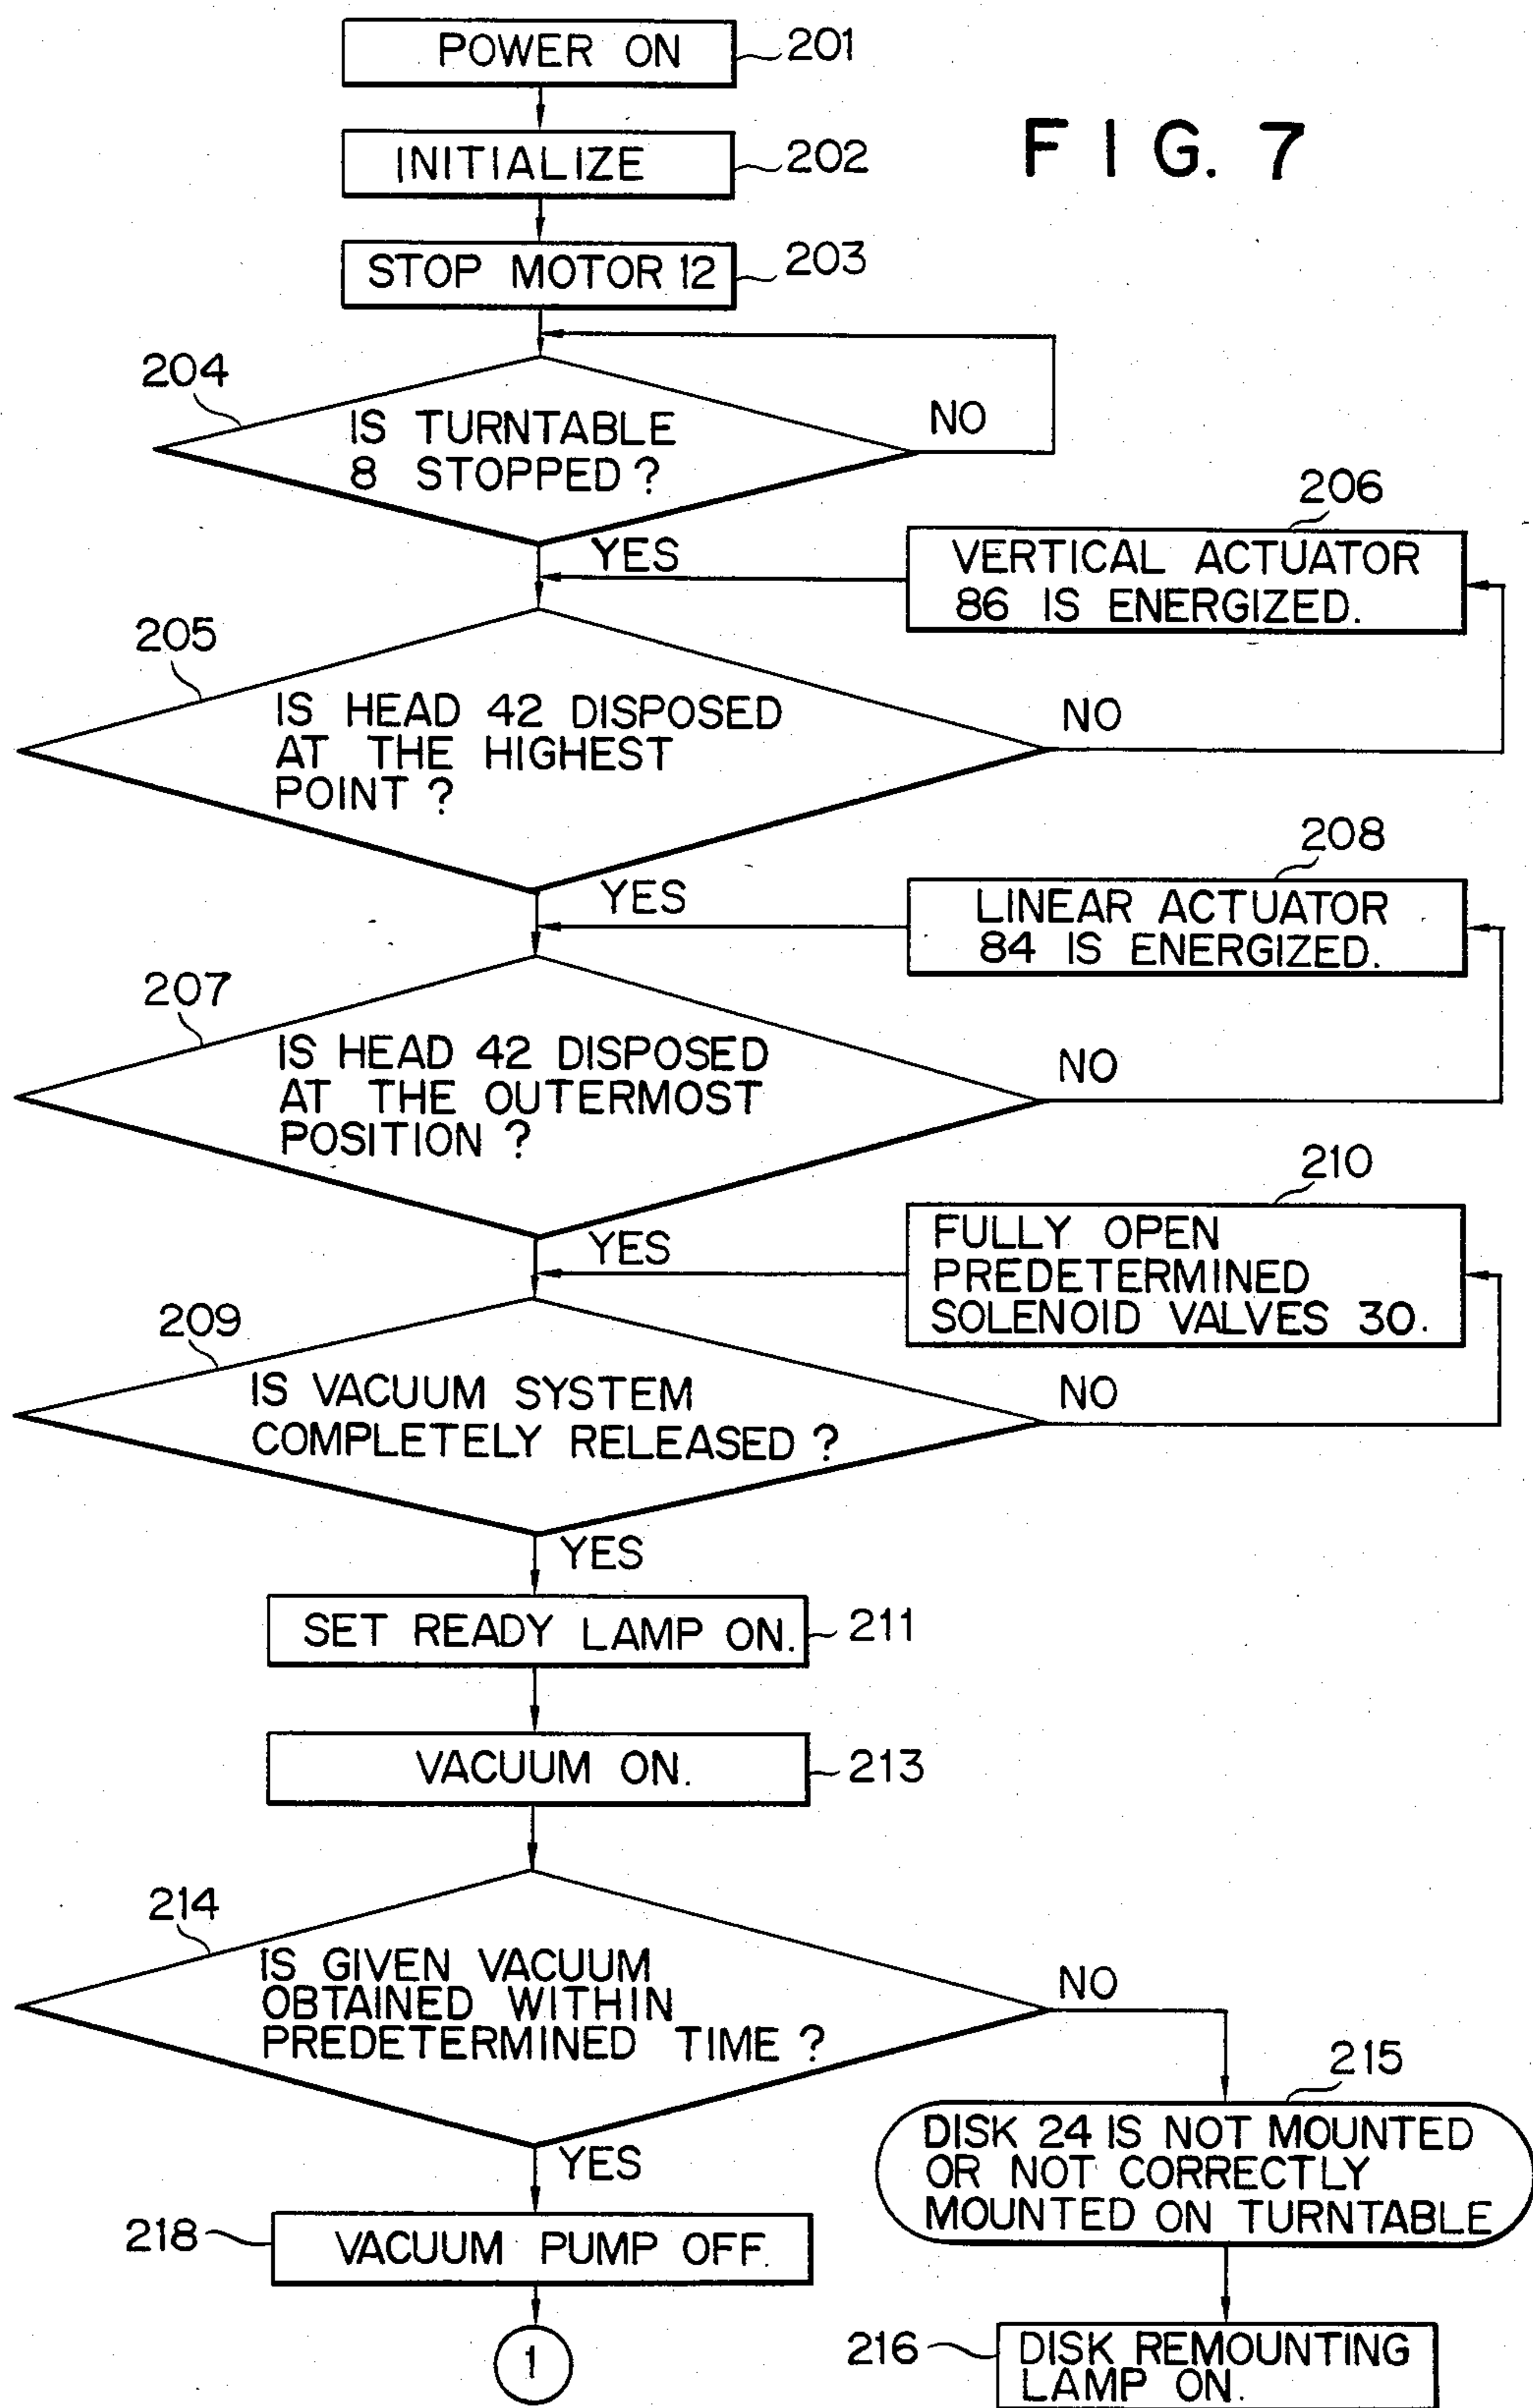 POWER ON
201
INITIALIZE
202
FIG. 7
STOP MOTOR 12
203
204
IS TURNTABLE
8 STOPPED ?
NO
YES
206
VERTICAL ACTUATOR
86 IS ENERGIZED.
205
IS HEAD 42 DISPOSED
AT THE HIGHEST
POINT ?
NO
YES
208
LINEAR ACTUATOR
84 IS ENERGIZED.
207
IS HEAD 42 DISPOSED
AT THE OUTERMOST
POSITION ?
NO
YES
210
FULLY OPEN
PREDETERMINED
SOLENOID VALVES 30.
209
IS VACUUM SYSTEM
COMPLETELY RELEASED ?
NO
YES
SET READY LAMP ON.
211
VACUUM ON.
213
214
IS GIVEN VACUUM
OBTAINED WITHIN
PREDETERMINED TIME ?
NO
YES
215
DISK 24 IS NOT MOUNTED
OR NOT CORRECTLY
MOUNTED ON TURNTABLE
218
VACUUM PUMP OFF.
1
216
DISK REMOUNTING
LAMP ON.